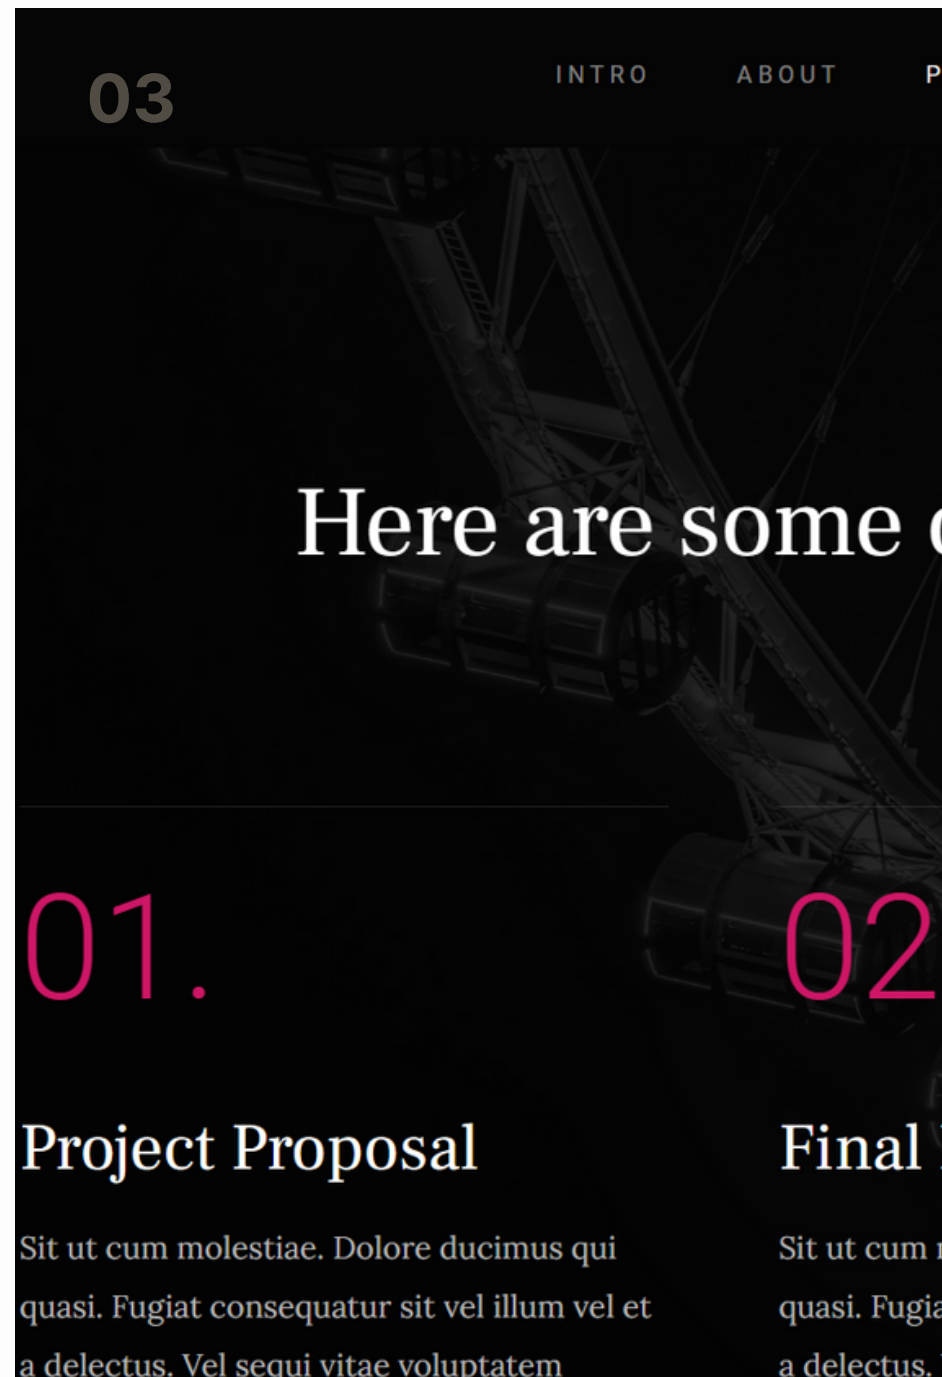 03
INTRO ABOUT
Here are some
01.
02
Project Proposal
Final
Sit ut cum molestiae. Dolore ducimus qui
quasi. Fugiat consequatur sit vel illum vel et
a delectus. Vel sequi vitae voluptatem
Sit ut cum
quasi.
a delectus.